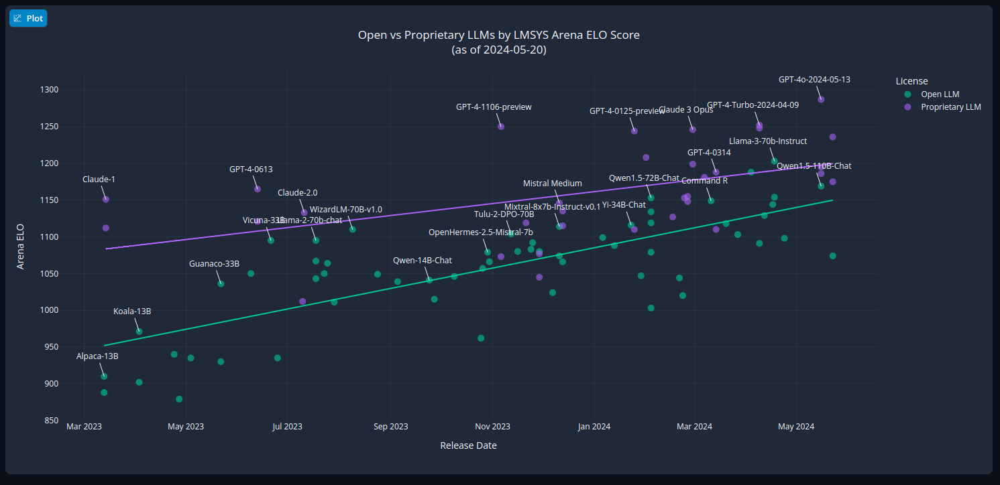 Plot
Open vs Proprietary LLMs by LMSYS Arena ELO Score
(as of 2024-05-20)
License
Open LLM
Proprietary LLM
Arena ELO
1300
1250
1200
1150
1100
1050
1000
950
900
850
GPT-4o-2024-05-13
GPT-4-1106-preview
GPT-4-0125-preview
Claude 3 Opus
GPT-4-Turbo-2024-04-09
Llama-3-70b-Instruct
GPT-4-0314
Qwen1.5-110B-Chat
GPT-4-0613
Claude-1
Qwen1.5-72B-Chat
Command R
Mistral Medium
Claude-2.0
Yi-34B-Chat
Mixtral-8x7b-Instruct-v0.1
WizardLM-70B-v1.0
Tulu-2-DPO-70B
Vicuna-33B
Llama-2-70b-chat
OpenHermes-2.5-Mistral-7b
Qwen-14B-Chat
Guanaco-33B
Koala-13B
Alpaca-13B
Mar 2023
May 2023
Jul 2023
Sep 2023
Nov 2023
Jan 2024
Mar 2024
May 2024
Release Date